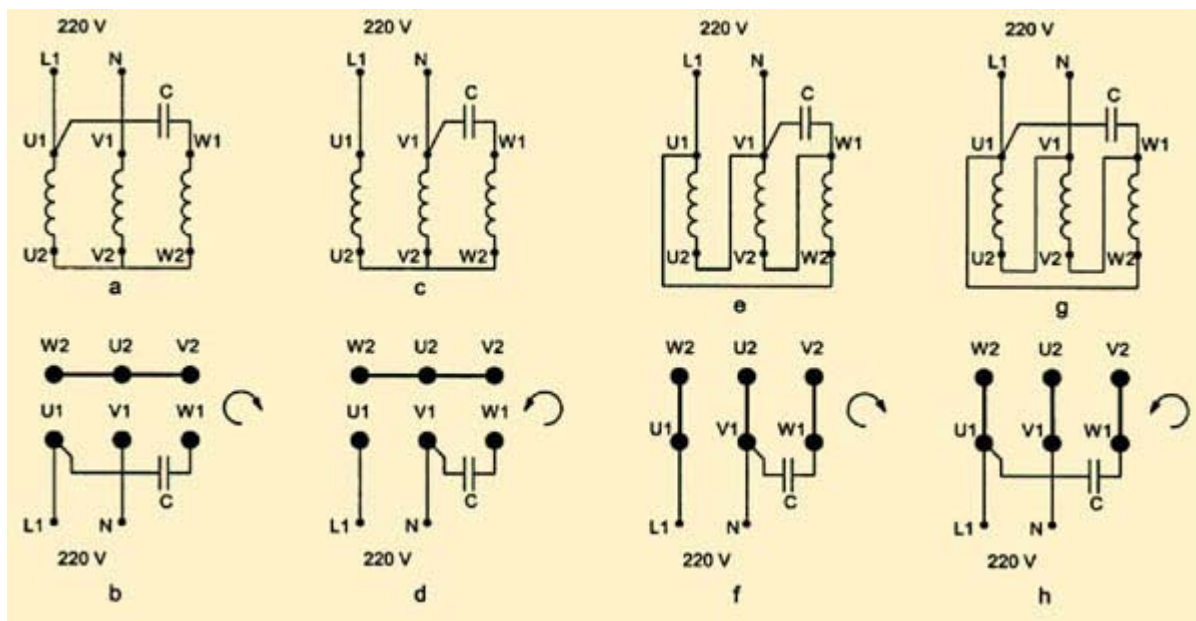 220 V 220 V 220 V 220 V
L1 N L1 N L1 N L1 N
C C C C
U1 V1 W1 U1 V1 W1 U1 V1 W1 U1 V1 W1
U2 V2 W2 U2 V2 W2 U2 V2 W2 U2 V2 W2
a c e g
W2 U2 V2 W2 U2 V2 W2 U2 V2 W2 U2 V2
U1 V1 W1 U1 V1 W1 U1 V1 W1 U1 V1 W1
C C C C
L1 N L1 N L1 N L1 N
220 V 220 V 220 V 220 V
b d f h